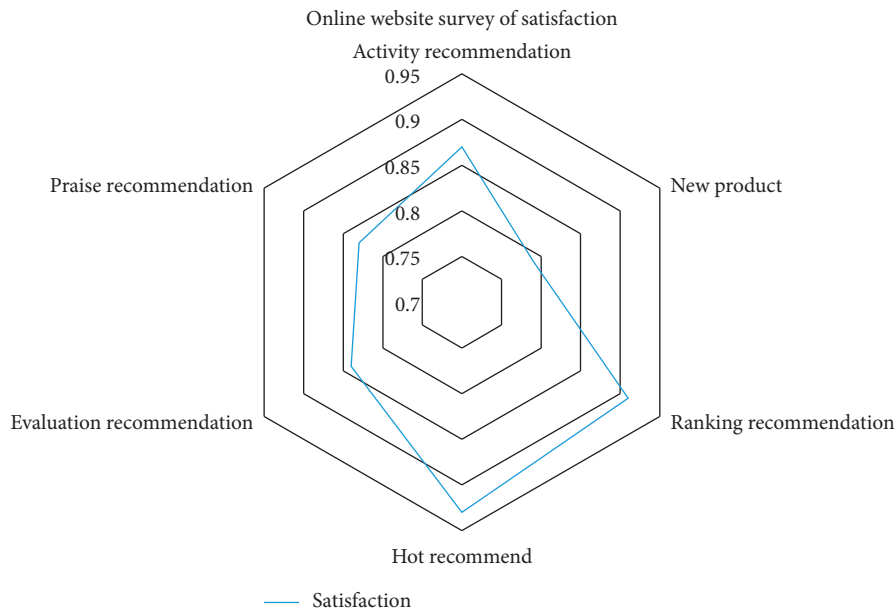 Online website survey of satisfaction
Activity recommendation
0.95
0.9
0.85
0.8
0.75
0.7
Praise recommendation
New product
Evaluation recommendation
Ranking recommendation
Hot recommend
Satisfaction